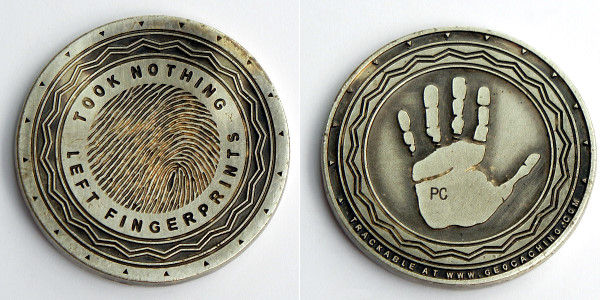 TOOK NOTHING
LEFT FINGERPRINTS
PC
TRACKABLE AT WWW.GEOCACHING.COM